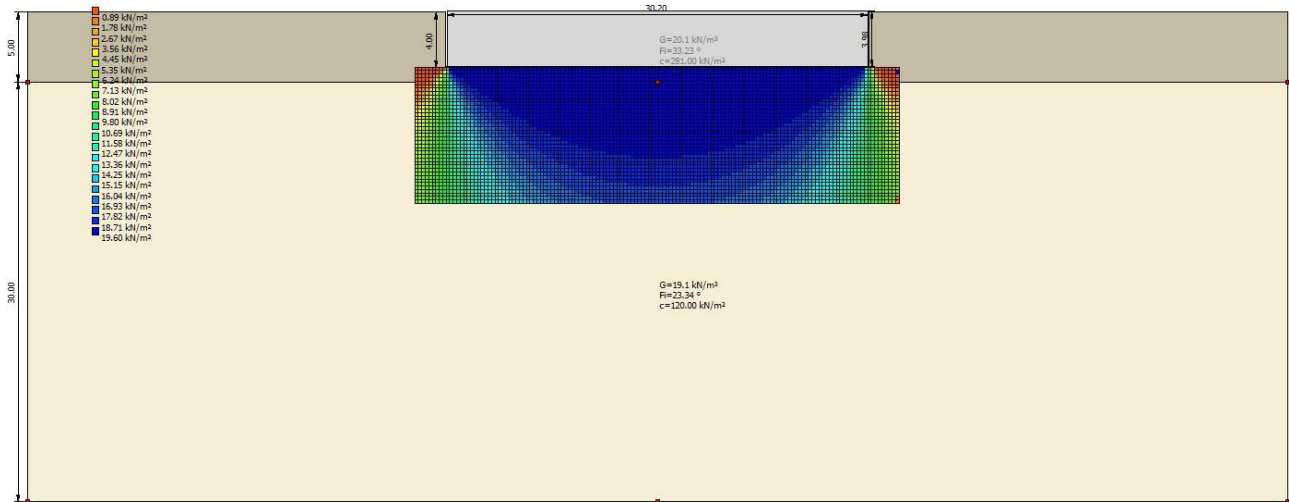 30.20
0.89 kN/m²
1.78 kN/m²
2.67 kN/m²
3.56 kN/m²
4.45 kN/m²
5.35 kN/m²
6.24 kN/m²
7.13 kN/m²
8.02 kN/m²
8.91 kN/m²
9.80 kN/m²
10.69 kN/m²
11.58 kN/m²
12.47 kN/m²
13.36 kN/m²
14.25 kN/m²
15.15 kN/m²
16.04 kN/m²
16.93 kN/m²
17.82 kN/m²
18.71 kN/m²
19.60 kN/m²
5.00
4.00
G=20.1 kN/m³
Fi=33.23 °
c=281.00 kN/m²
3.98
30.00
G=19.1 kN/m³
Fi=23.34 °
c=120.00 kN/m²